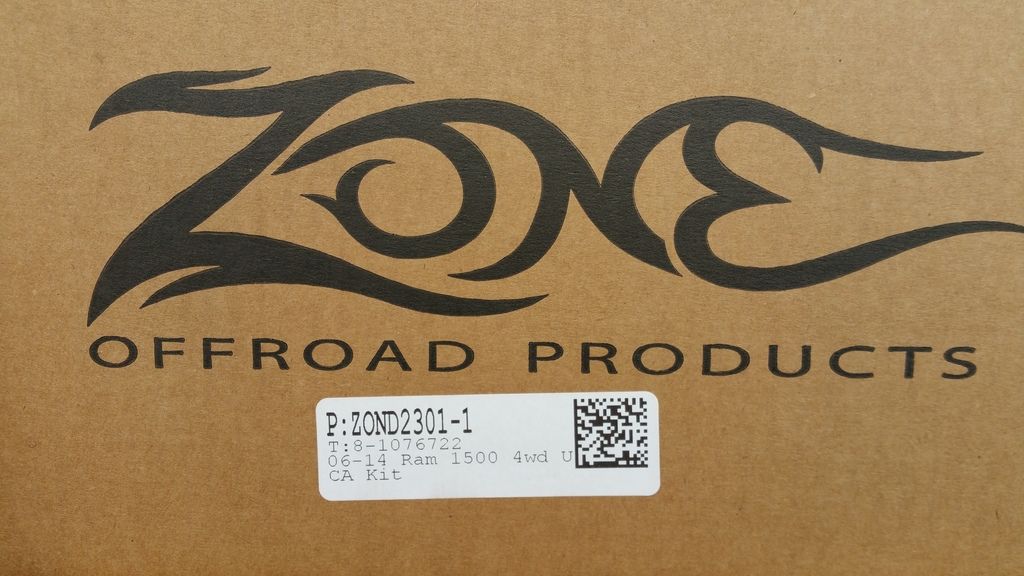 ZONE
OFFROAD PRODUCTS
P:ZOND2301-1
T:8-1076722
06-14 Ram 1500 4wd U
CA Kit